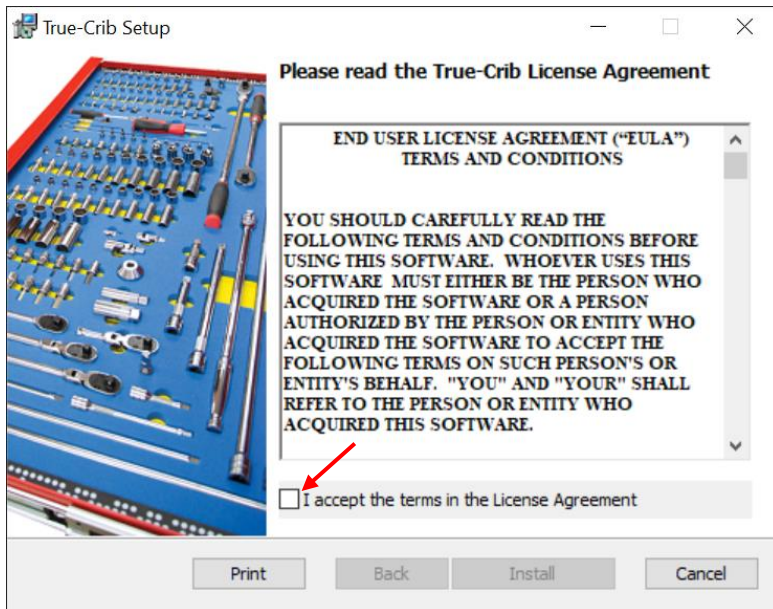 True-Crib Setup
Please read the True-Crib License Agreement
END USER LICENSE AGREEMENT (“EULA”)
TERMS AND CONDITIONS
YOU SHOULD CAREFULLY READ THE
FOLLOWING TERMS AND CONDITIONS BEFORE
USING THIS SOFTWARE.  WHOEVER USES THIS
SOFTWARE  MUST EITHER BE THE PERSON WHO
ACQUIRED THE SOFTWARE OR A PERSON
AUTHORIZED BY THE PERSON OR ENTITY WHO
ACQUIRED THE SOFTWARE TO ACCEPT THE
FOLLOWING TERMS ON SUCH PERSON'S OR
ENTITY'S BEHALF.  "YOU" AND "YOUR" SHALL
REFER TO THE PERSON OR ENTITY WHO
ACQUIRED THIS SOFTWARE.
I accept the terms in the License Agreement
Print
Back
Install
Cancel